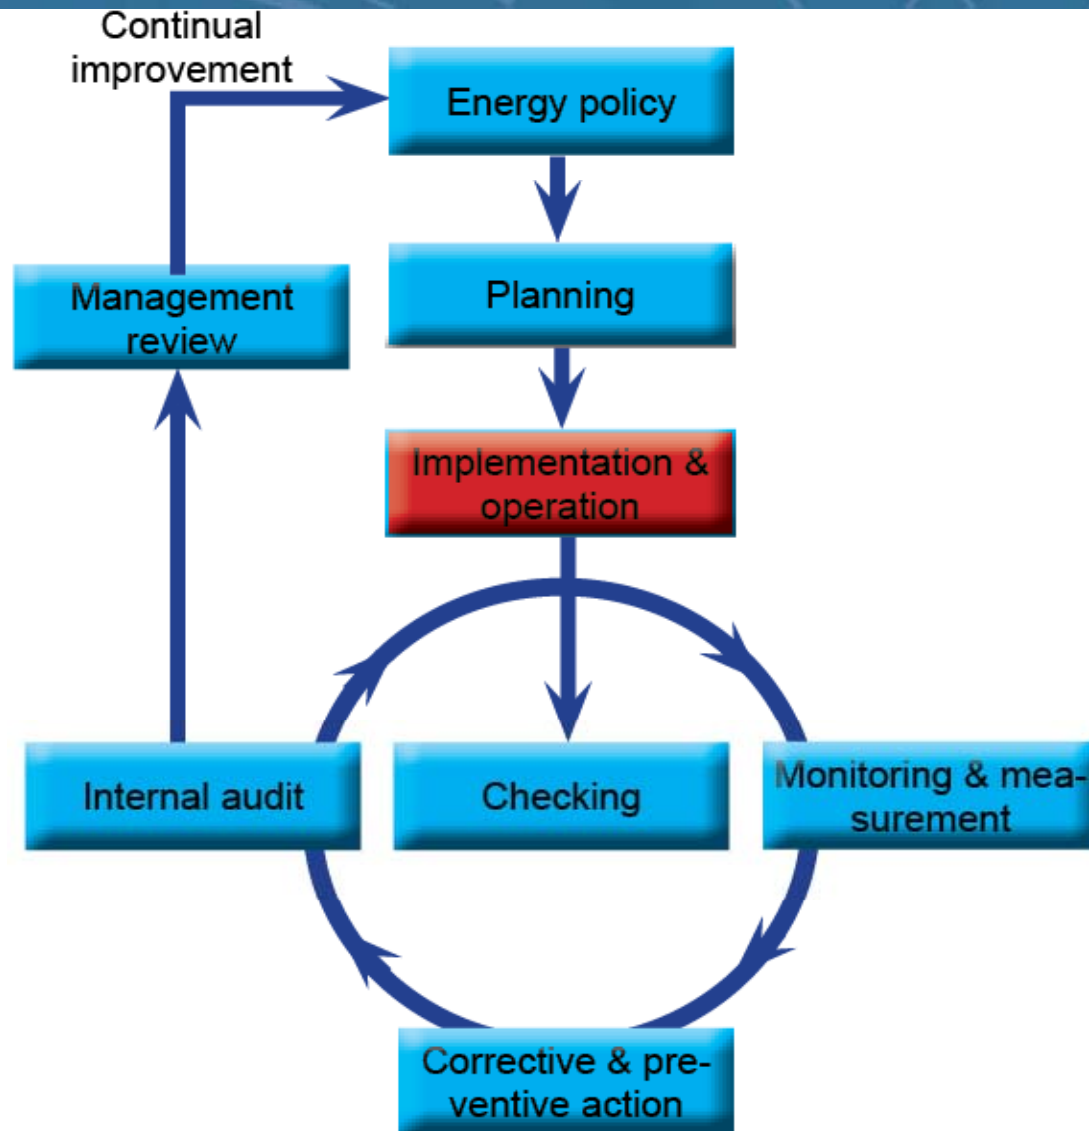 Continual
improvement
Energy policy
Planning
Management
review
Implementation &
operation
Internal audit
Checking
Monitoring & mea-
surement
Corrective & pre-
ventive action